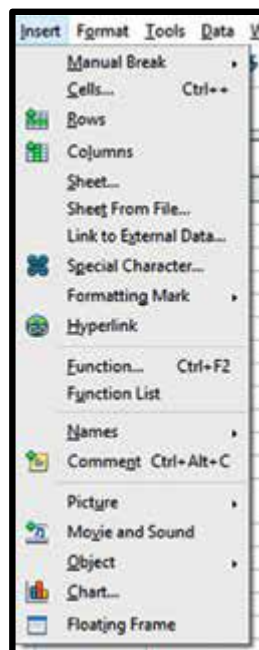 Insert Format Tools Data
Manual Break
Cells... Ctrl++
Rows
Columns
Sheet...
Sheet From File...
Link to External Data...
Special Character...
Formatting Mark
Hyperlink
Function... Ctrl+F2
Function List
Names
Comment Ctrl+Alt+C
Picture
Movie and Sound
Object
Chart...
Floating Frame